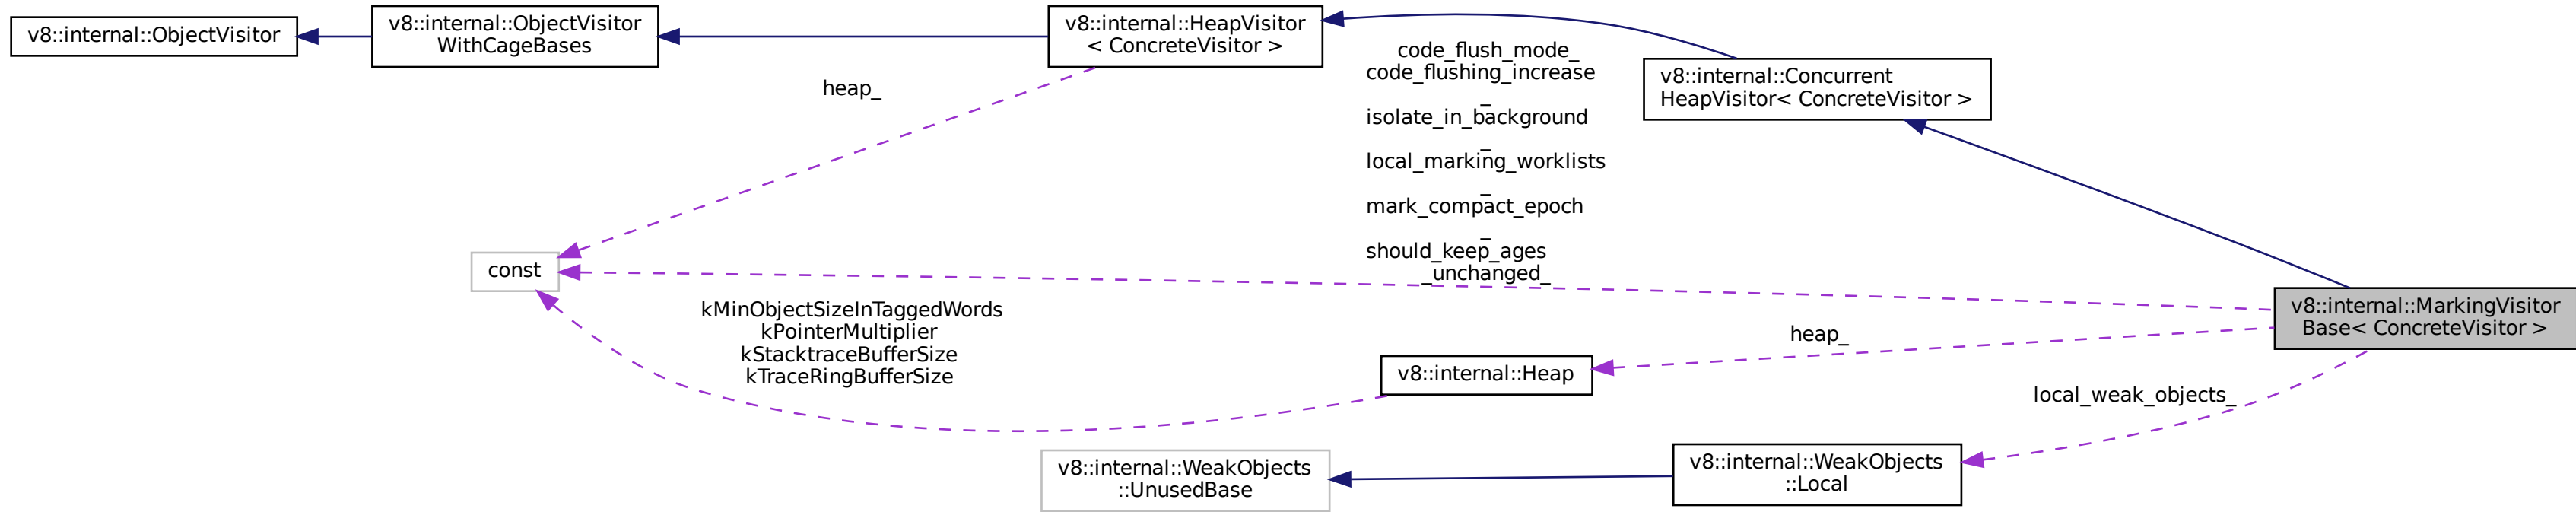 v8::internal::ObjectVisitor
v8::internal::ObjectVisitor
WithCageBases
v8::internal::HeapVisitor
< ConcreteVisitor >
heap_
code_flush_mode_
code_flushing_increase
_
isolate_in_background
_
local_marking_worklists
_
mark_compact_epoch
_
should_keep_ages
_unchanged_
v8::internal::Concurrent
HeapVisitor< ConcreteVisitor >
const
kMinObjectSizeInTaggedWords
kPointerMultiplier
kStacktraceBufferSize
kTraceRingBufferSize
v8::internal::MarkingVisitor
Base< ConcreteVisitor >
heap_
v8::internal::Heap
local_weak_objects_
v8::internal::WeakObjects
::UnusedBase
v8::internal::WeakObjects
::Local